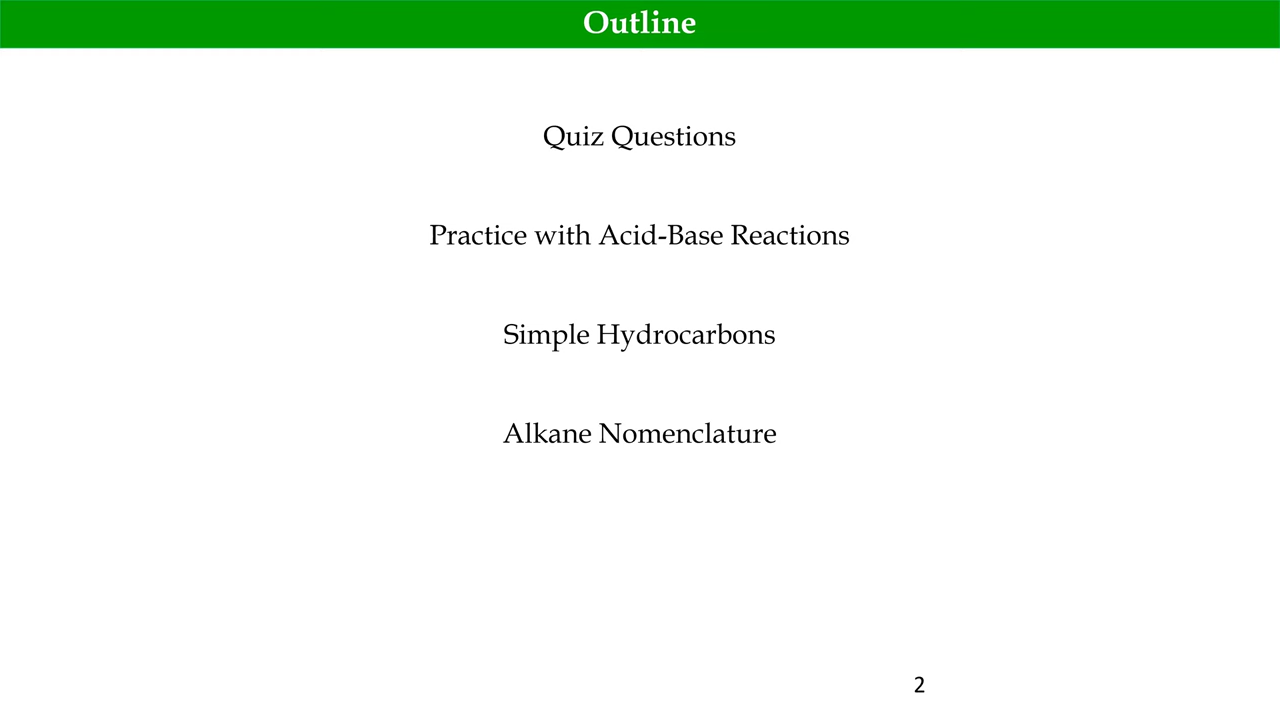 Outline
Quiz Questions
Practice with Acid-Base Reactions
Simple Hydrocarbons
Alkane Nomenclature
2